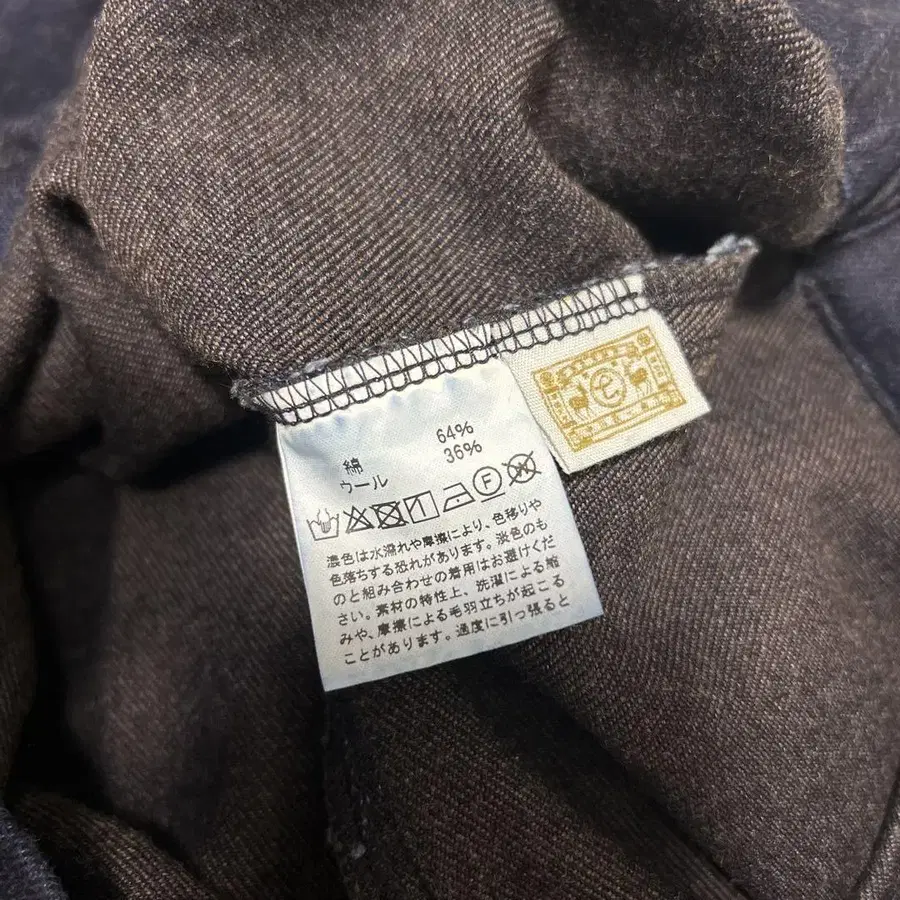 綿 64%
ウール 36%
F W
濃色は水濡れや摩擦により、色移りや
色落ちする恐れがあります。淡色のも
のと組み合わせの着用はお避けくだ
さい。素材の特性上、洗濯による縮
みや、摩擦による毛羽立ちが起こる
ことがあります。過度に引っ張ると
e